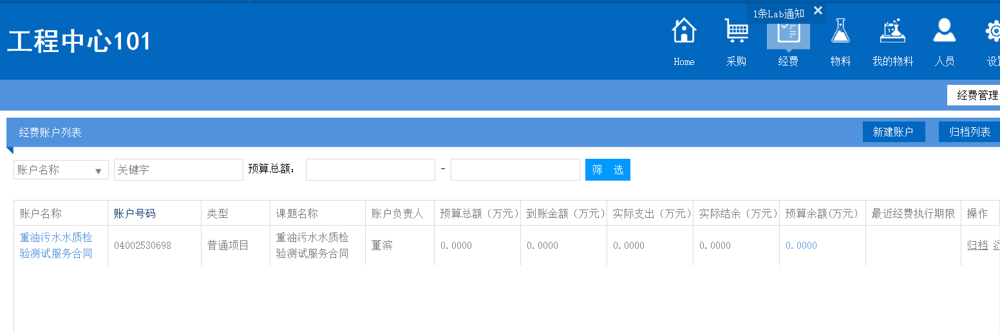 1条Lab通知
工程中心101
Home
采购
经费
物料
我的物料
人员
经费管理
经费账户列表
新建账户
归档列表
账户名称
关键字
预算总额：
-
筛 选
账户名称
账户号码
类型
课题名称
账户负责人
预算总额（万元）
到账金额（万元）
实际支出（万元）
实际结余（万元）
预算余额(万元)
最近经费执行期限
操作
重油污水水质检
验测试服务合同
04002530698
普通项目
重油污水水质检
验测试服务合同
董滨
0.0000
0.0000
0.0000
0.0000
0.0000
归档